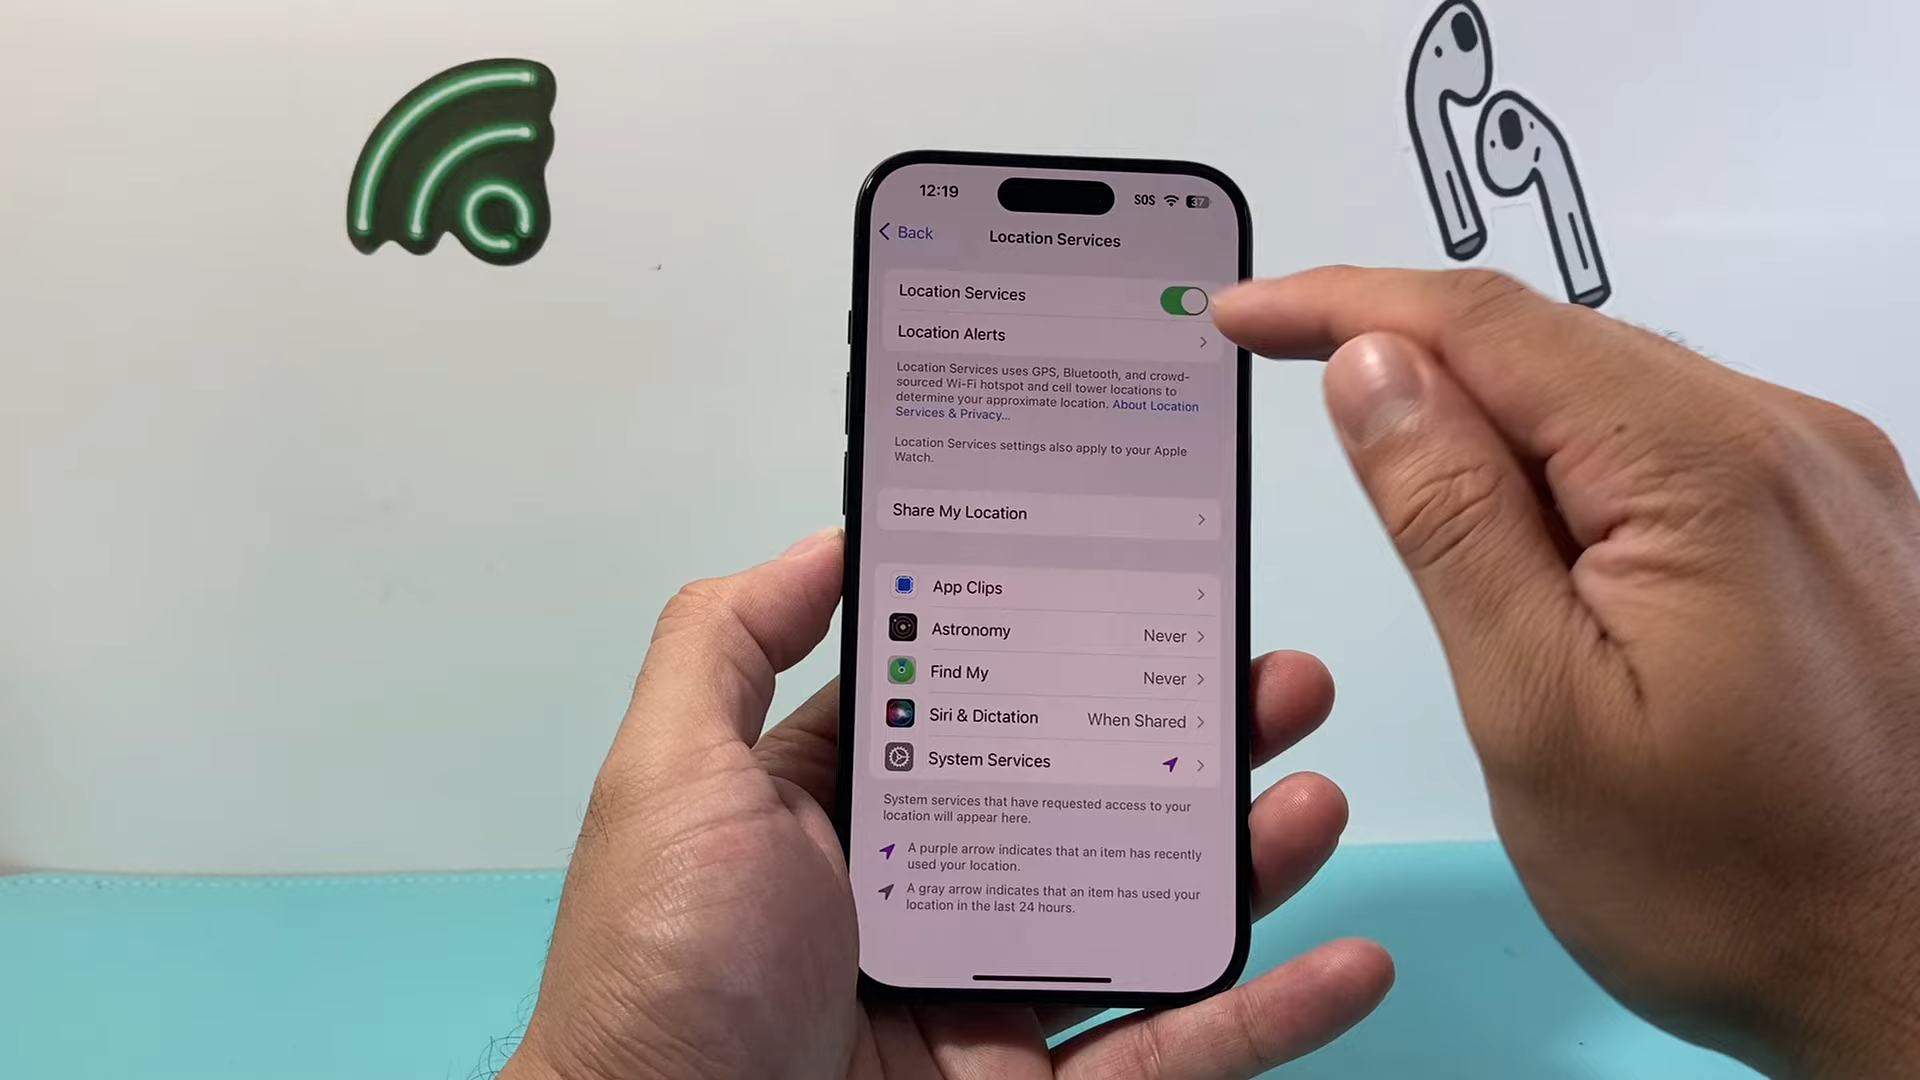 12:19
SOS
37
Back
Location Services
Location Services
Location Alerts
Location Services uses GPS, Bluetooth, and crowd-
sourced Wi-Fi hotspot and cell tower locations to
determine your approximate location. About Location
Services & Privacy...
Location Services settings also apply to your Apple
Watch.
Share My Location
App Clips
Astronomy Never
Find My Never
Siri & Dictation When Shared
System Services
System services that have requested access to your
location will appear here.
A purple arrow indicates that an item has recently
used your location.
A gray arrow indicates that an item has used your
location in the last 24 hours.